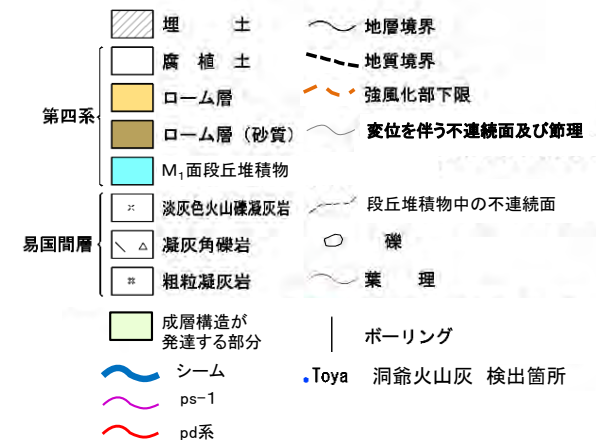 埋　土
腐　植　土
第四系
ローム層
ローム層（砂質）
M₁面段丘堆積物
易国間層
淡灰色火山礫凝灰岩
凝灰角礫岩
粗粒凝灰岩
成層構造が
発達する部分
シーム
ps-1
pd系
地層境界
地質境界
強風化部下限
変位を伴う不連続面及び節理
段丘堆積物中の不連続面
礫
葉　理
ボーリング
Toya　洞爺火山灰　検出箇所